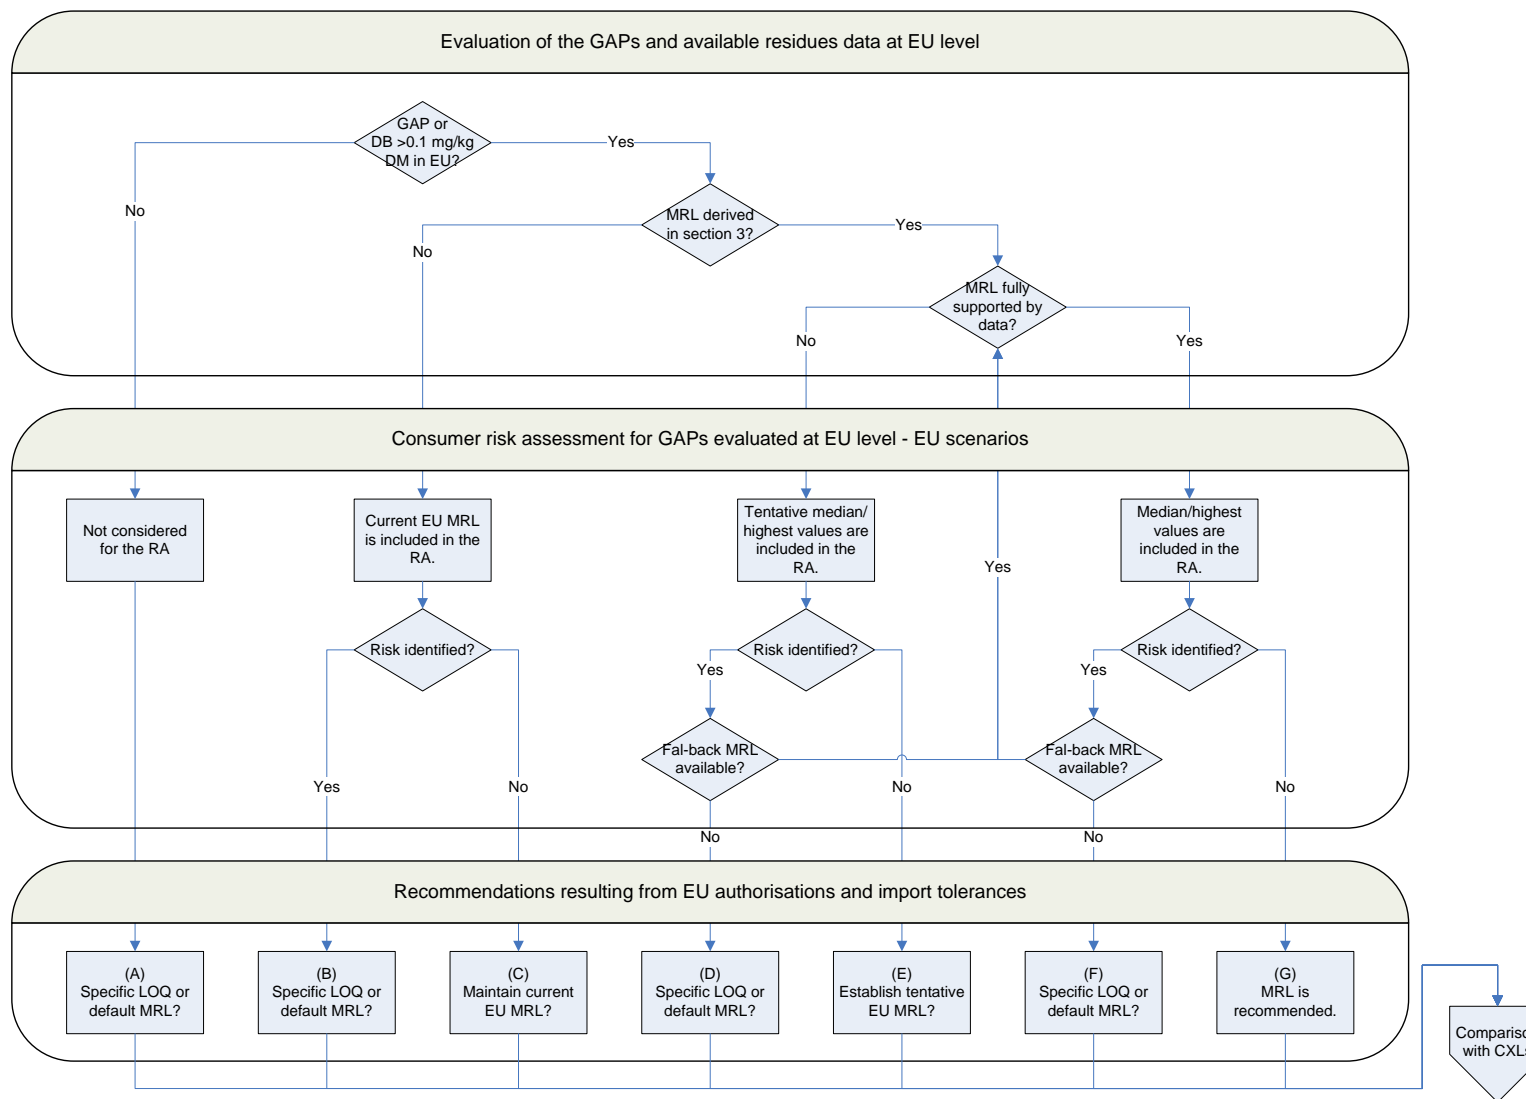 Evaluation of the GAPs and available residues data at EU level
GAP or
DB >0.1 mg/kg
DM in EU?
Yes
No
MRL derived
in section 3?
Yes
No
MRL fully
supported by
data?
No
Yes
Consumer risk assessment for GAPs evaluated at EU level - EU scenarios
Not considered
for the RA
Current EU MRL
is included in the
RA.
Tentative median/
highest values are
included in the
RA.
Yes
Median/highest
values are
included in the
RA.
Risk identified?
Risk identified?
Risk identified?
Yes
Yes
Fal-back MRL
available?
Fal-back MRL
available?
Yes
No
No
No
No
No
Recommendations resulting from EU authorisations and import tolerances
(A)
Specific LOQ or
default MRL?
(B)
Specific LOQ or
default MRL?
(C)
Maintain current
EU MRL?
(D)
Specific LOQ or
default MRL?
(E)
Establish tentative
EU MRL?
(F)
Specific LOQ or
default MRL?
(G)
MRL is
recommended.
Comparison
with CXLs